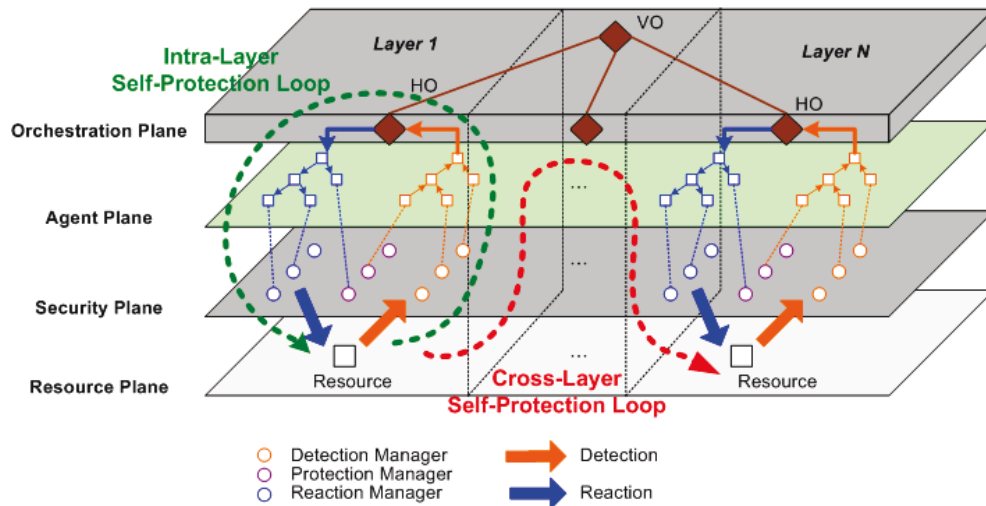 VO
Layer 1
Layer N
Intra-Layer
Self-Protection Loop
HO
HO
Orchestration Plane
...
Agent Plane
...
Security Plane
...
Resource Plane
Resource
Resource
Cross-Layer
Self-Protection Loop
Detection Manager
Detection
Protection Manager
Reaction Manager
Reaction